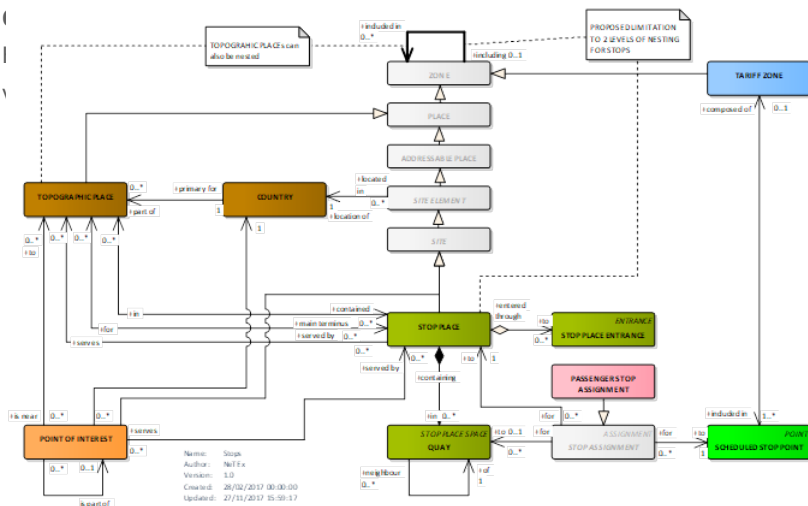 +included in
0..*
TOPOGRAHIC PLACEs can
also be nested
PROPOSED LIMITATION
TO 2 LEVELS OF NESTING
FOR STOPS
+including 0..1
ZONE
TARIFF ZONE
+composed of
0..1
PLACE
ADDRESSABLE PLACE
+located
in
0..*
TOPOGRAPHIC PLACE
0..*
+primary for
+part of
1
COUNTRY
1
+location of
SITE ELEMENT
1
SITE
0..*
+to
0..*
0..*
0..*
+in
+for
+serves
+contained
+main terminus
0..*
+served by
0..*
STOP PLACE
+entered
through
+to
0..*
ENTRANCE
STOP PLACE ENTRANCE
+served by
0..*
+containing
+to
1
PASSENGER STOP
ASSIGNMENT
+is near
0..*
0..*
0..*
+serves
0..*
POINT OF INTEREST
0..*
0..1
+is part of
+in
0..*
STOP PLACE SPACE
QUAY
+to 0..1
+for
0..*
+for
0..*
ASSIGNMENT
STOP ASSIGNMENT
+for
0..*
+to
1
+included in
1..*
POINT
SCHEDULED STOP POINT
+neighbour
0..*
+of
1
Name: Stops
Author: NeTEx
Version: 1.0
Created: 28/02/2017 00:00:00
Updated: 27/11/2017 15:59:17